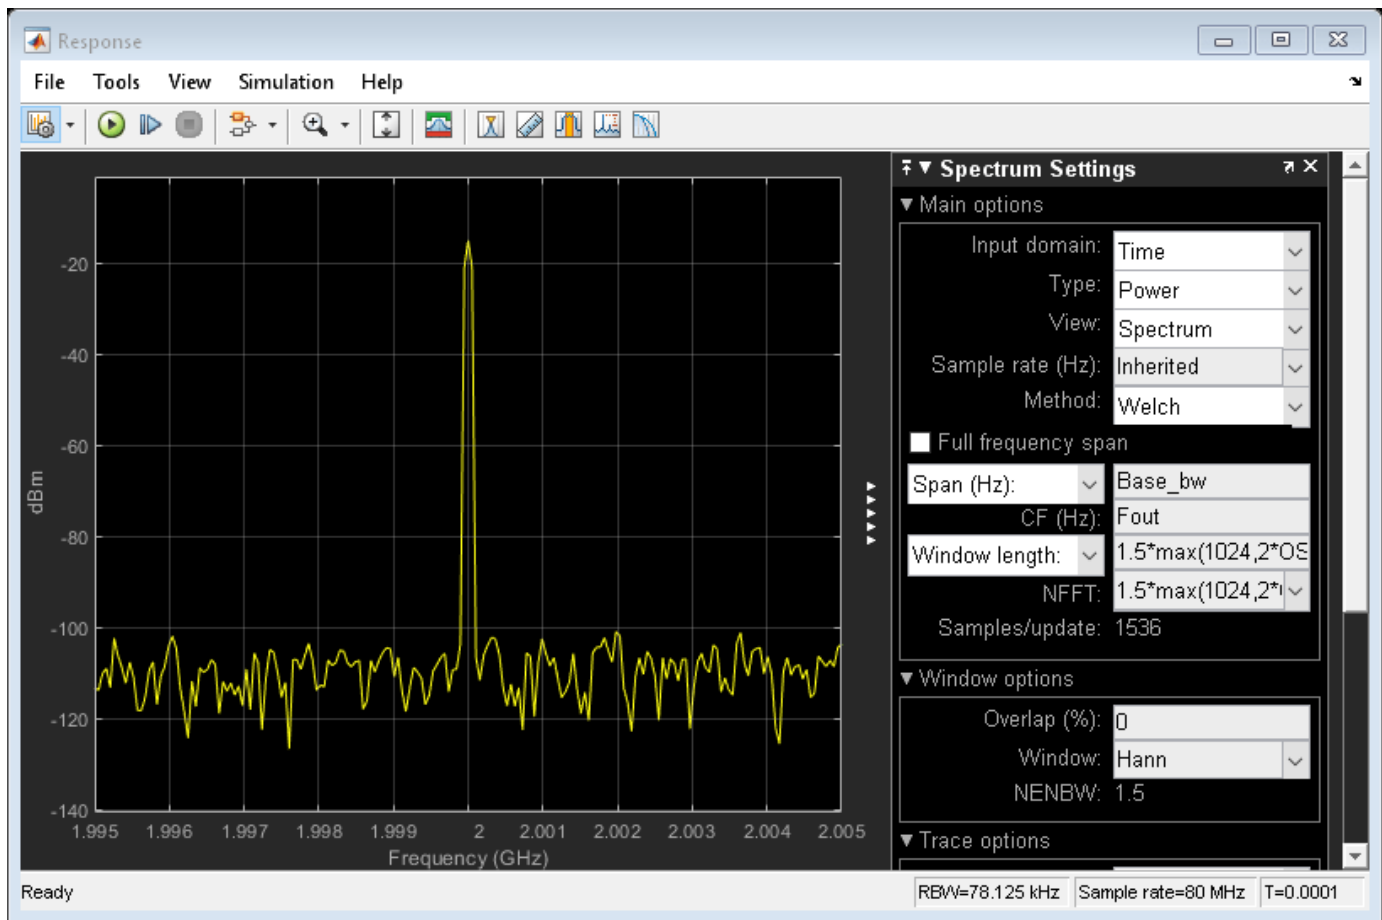 Response
File Tools View Simulation Help
Spectrum Settings
Main options
Input domain: Time
Type: Power
View: Spectrum
Sample rate (Hz): Inherited
Method: Welch
Full frequency span
Span (Hz): Base_bw
CF (Hz): Fout
Window length: 1.5*max(1024,2*OS
NFFT: 1.5*max(1024,2*
Samples/update: 1536
Window options
Overlap (%): 0
Window: Hann
NENBW: 1.5
Trace options
dBm
-20
-40
-60
-80
-100
-120
-140
1.995 1.996 1.997 1.998 1.999 2 2.001 2.002 2.003 2.004 2.005
Frequency (GHz)
Ready RBW=78.125 kHz Sample rate=80 MHz T=0.0001